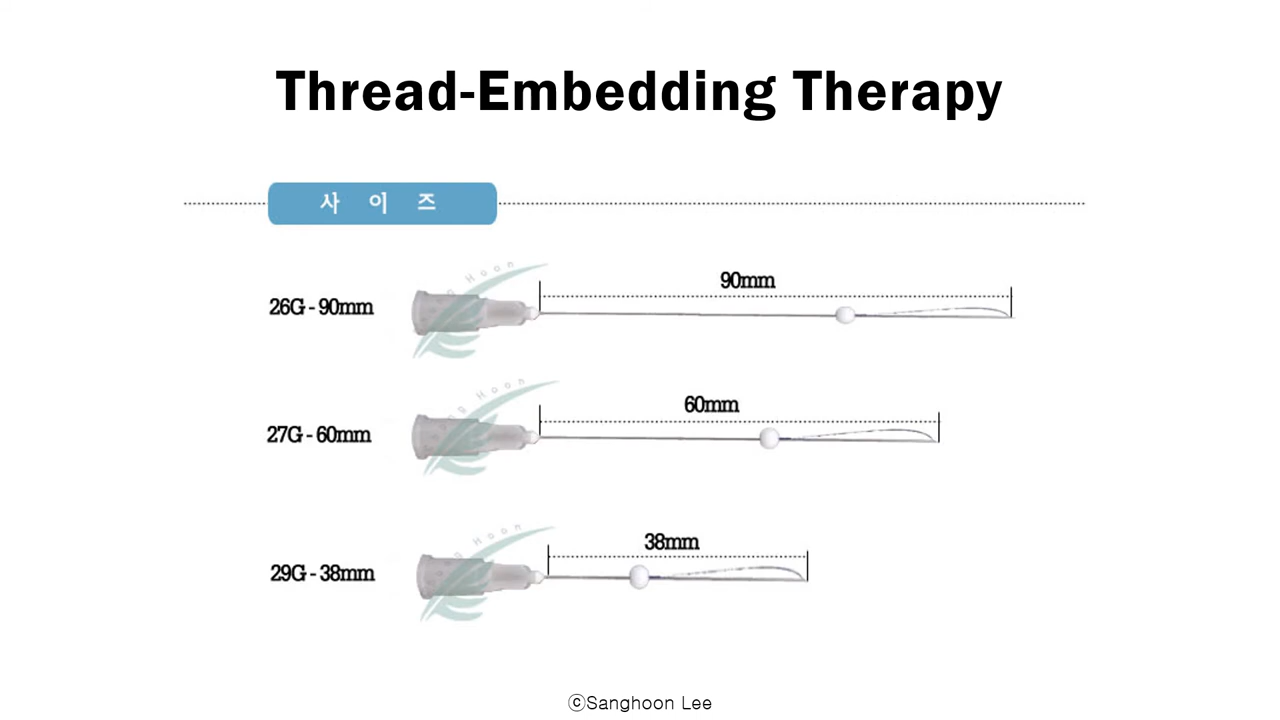 Thread-Embedding Therapy
사 이 즈
90mm
26G - 90mm
60mm
27G - 60mm
38mm
29G - 38mm
ⓒSanghoon Lee